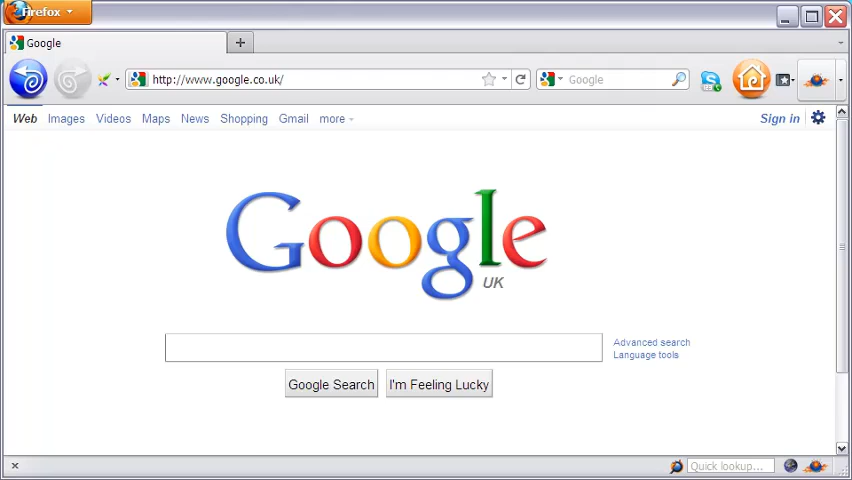 Firefox
Google
http://www.google.co.uk/
Google
Web Images Videos Maps News Shopping Gmail more
Sign in
Google
UK
Advanced search
Language tools
Google Search
I'm Feeling Lucky
Quick lookup...